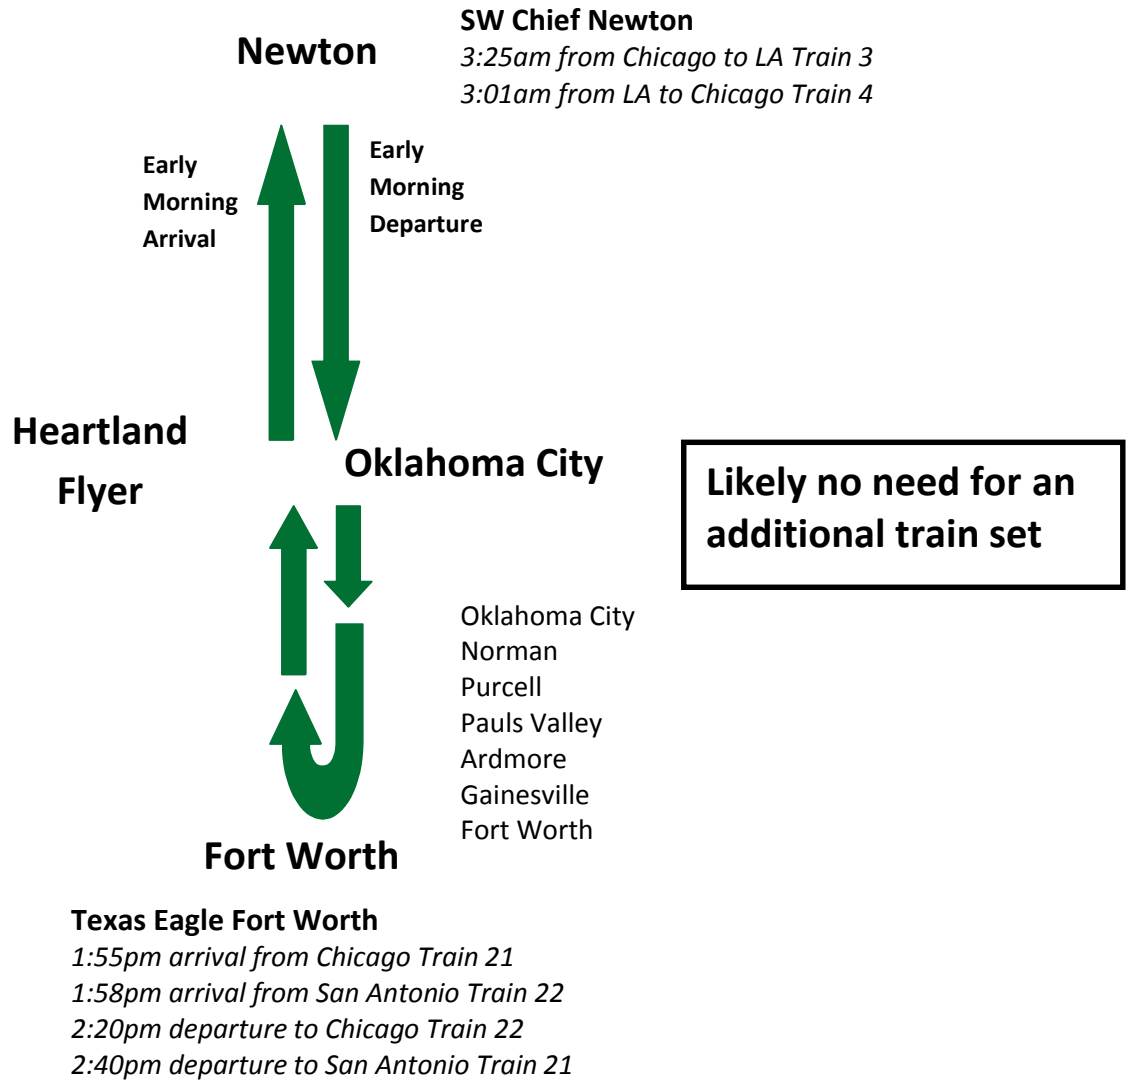 SW Chief Newton
Newton
3:25am from Chicago to LA Train 3
3:01am from LA to Chicago Train 4
Early
Morning
Arrival
Early
Morning
Departure
Heartland
Flyer
Oklahoma City
Likely no need for an
additional train set
Oklahoma City
Norman
Purcell
Pauls Valley
Ardmore
Gainesville
Fort Worth
Fort Worth
Texas Eagle Fort Worth
1:55pm arrival from Chicago Train 21
1:58pm arrival from San Antonio Train 22
2:20pm departure to Chicago Train 22
2:40pm departure to San Antonio Train 21